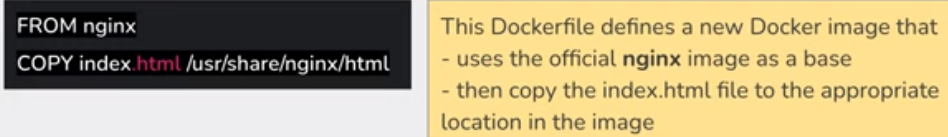 FROM nginx
COPY index.html /usr/share/nginx/html
This Dockerfile defines a new Docker image that
- uses the official nginx image as a base
- then copy the index.html file to the appropriate
location in the image